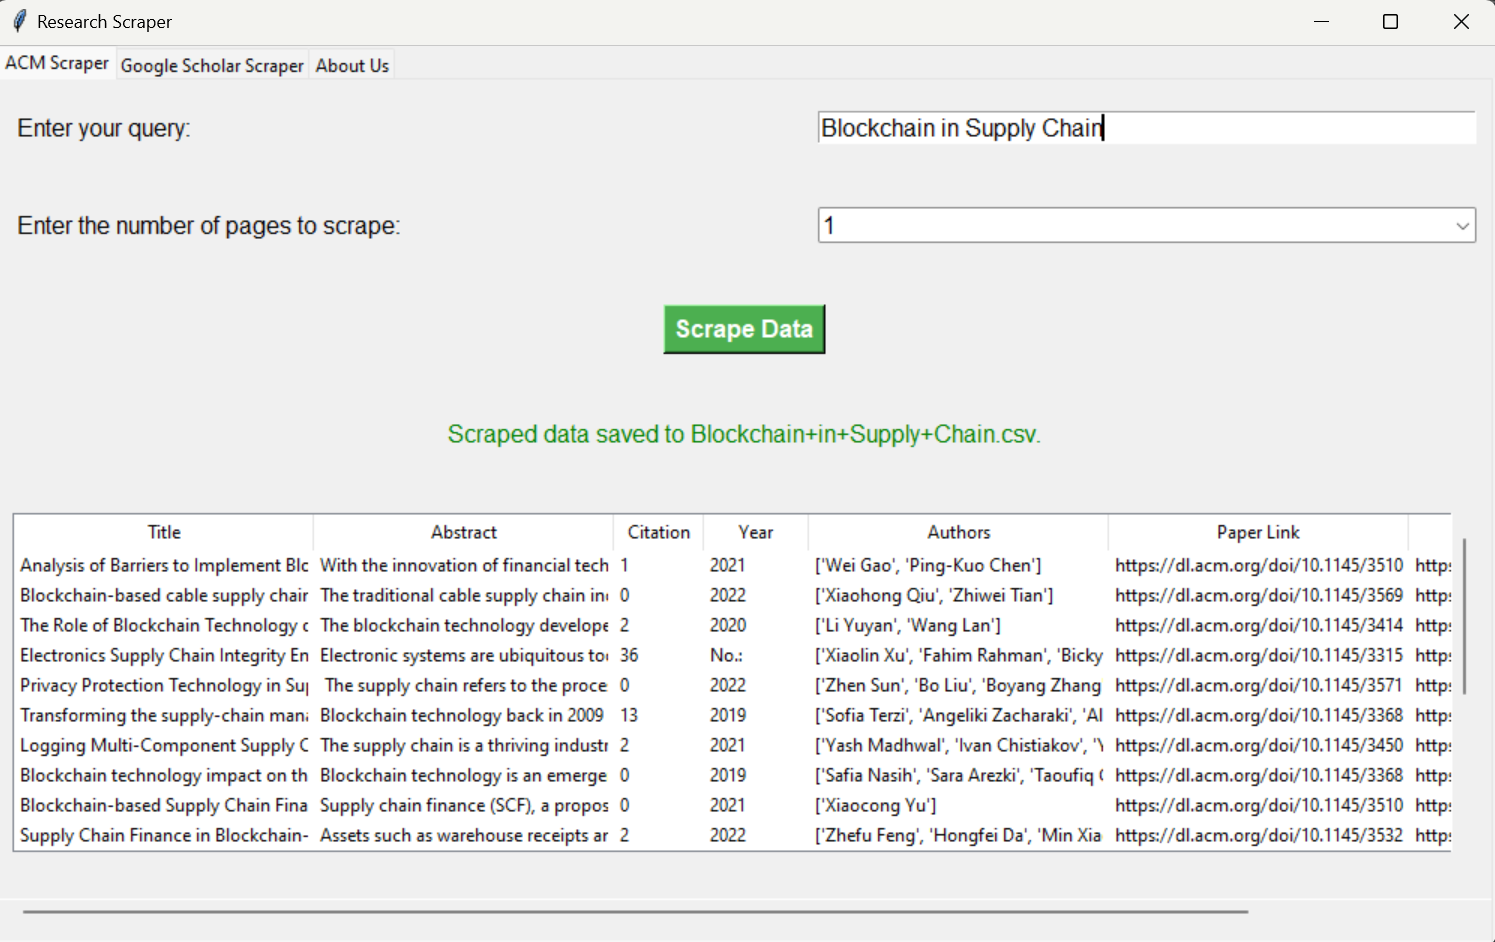 Research Scraper
ACM Scraper Google Scholar Scraper About Us
Enter your query: Blockchain in Supply Chain
Enter the number of pages to scrape: 1
Scrape Data
Scraped data saved to Blockchain+in+Supply+Chain.csv.
Title Abstract Citation Year Authors Paper Link
Analysis of Barriers to Implement Blc With the innovation of financial tech 1 2021 ['Wei Gao', 'Ping-Kuo Chen'] https://dl.acm.org/doi/10.1145/3510 https
Blockchain-based cable supply chain The traditional cable supply chain in 0 2022 ['Xiaohong Qiu', 'Zhiwei Tian'] https://dl.acm.org/doi/10.1145/3569 https
The Role of Blockchain Technology The blockchain technology develope 2 2020 ['Li Yuyan', 'Wang Lan'] https://dl.acm.org/doi/10.1145/3414 https
Electronics Supply Chain Integrity En Electronic systems are ubiquitous 36 No.: ['Xiaolin Xu', 'Fahim Rahman', 'Bicky https://dl.acm.org/doi/10.1145/3315 https
Privacy Protection Technology in Su The supply chain refers to the proce 0 2022 ['Zhen Sun', 'Bo Liu', 'Boyang Zhang https://dl.acm.org/doi/10.1145/3571 https
Transforming the supply-chain man Blockchain technology back in 2009 13 2019 ['Sofia Terzi', 'Angeliki Zacharaki', 'Al https://dl.acm.org/doi/10.1145/3368 https
Logging Multi-Component Supply C The supply chain is a thriving industr 2 2021 ['Yash Madhwal', 'Ivan Chistiakov', 'Y https://dl.acm.org/doi/10.1145/3450 https
Blockchain technology impact on th Blockchain technology is an emerge 0 2019 ['Safia Nasih', 'Sara Arezki', 'Taoufiq https://dl.acm.org/doi/10.1145/3368 https
Blockchain-based Supply Chain Fina Supply chain finance (SCF), a propos 0 2021 ['Xiaocong Yu'] https://dl.acm.org/doi/10.1145/3510 https
Supply Chain Finance in Blockchain- Assets such as warehouse receipts ar 2 2022 ['Zhefu Feng', 'Hongfei Da', 'Min Xia https://dl.acm.org/doi/10.1145/3532 https